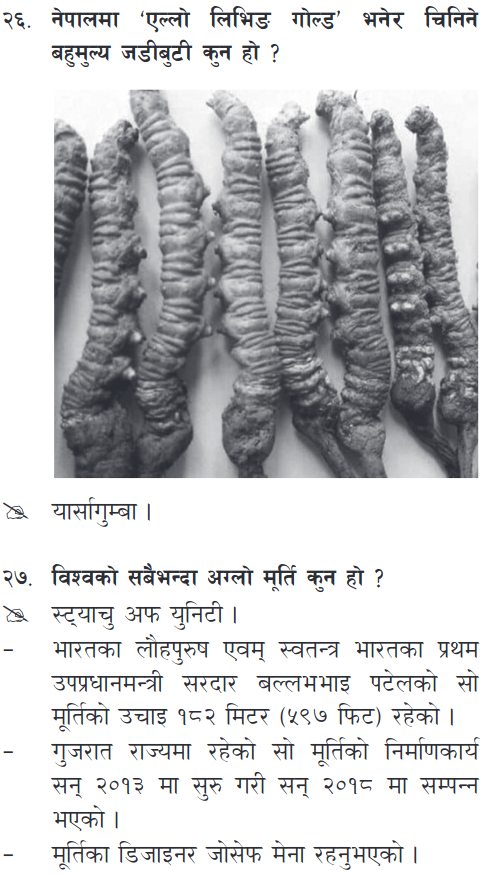 २६. नेपालमा ‘एल्लो लिभिङ गोल्ड’ भनेर चिनिने
बहुमुल्य जडीबुटी कुन हो ?
यार्सागुम्बा ।
२७. विश्वको सबैभन्दा अग्लो मूर्ति कुन हो ?
स्ट्याचु अफ युनिटी ।
– भारतका लौहपुरुष एवम् स्वतन्त्र भारतका प्रथम
उपप्रधानमन्त्री सरदार बल्लभभाइ पटेलको सो
मूर्तिको उचाइ १८२ मिटर (५९७ फिट) रहेको ।
– गुजरात राज्यमा रहेको सो मूर्तिको निर्माणकार्य
सन् २०१३ मा सुरु गरी सन् २०१८ मा सम्पन्न
भएको ।
– मूर्तिका डिजाइनर जोसेफ मेना रहनुभएको ।